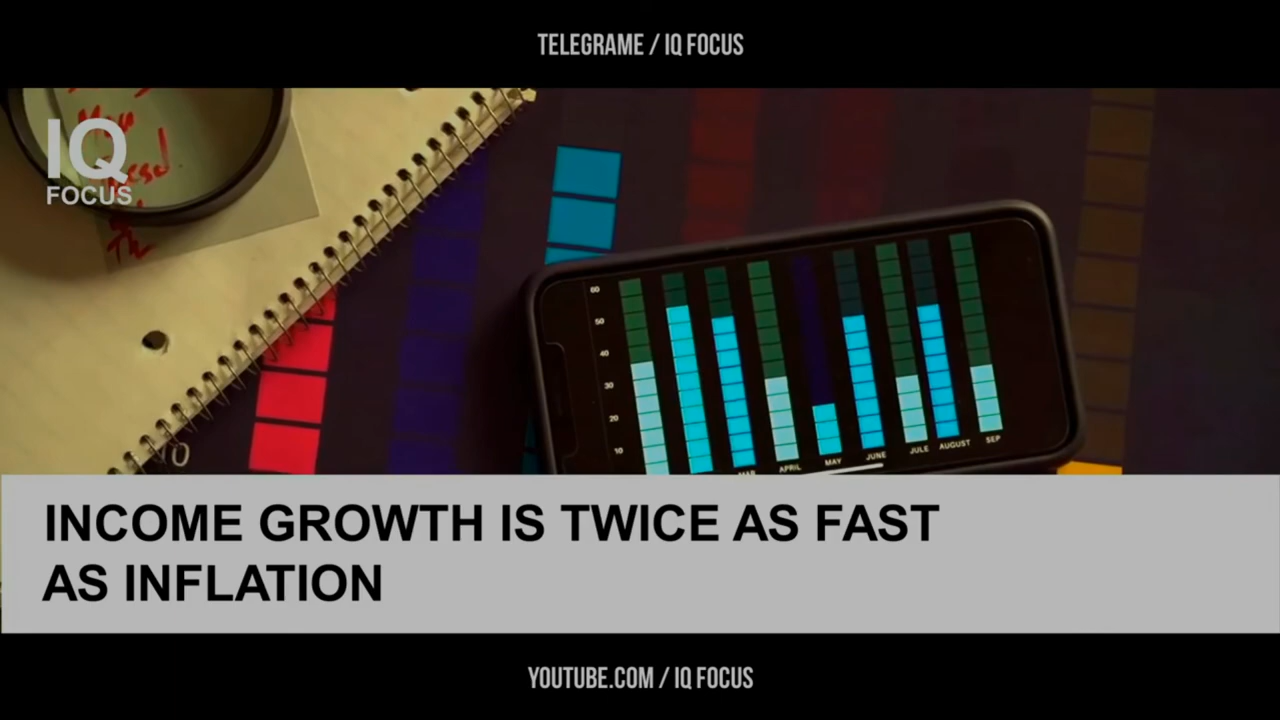 TELEGRAME / IQ FOCUS
IQ
FOCUS
60
50
40
30
20
10
MAR
APRIL
MAY
JUNE
JULE
AUGUST
SEP
INCOME GROWTH IS TWICE AS FAST
AS INFLATION
YOUTUBE.COM / IQ FOCUS